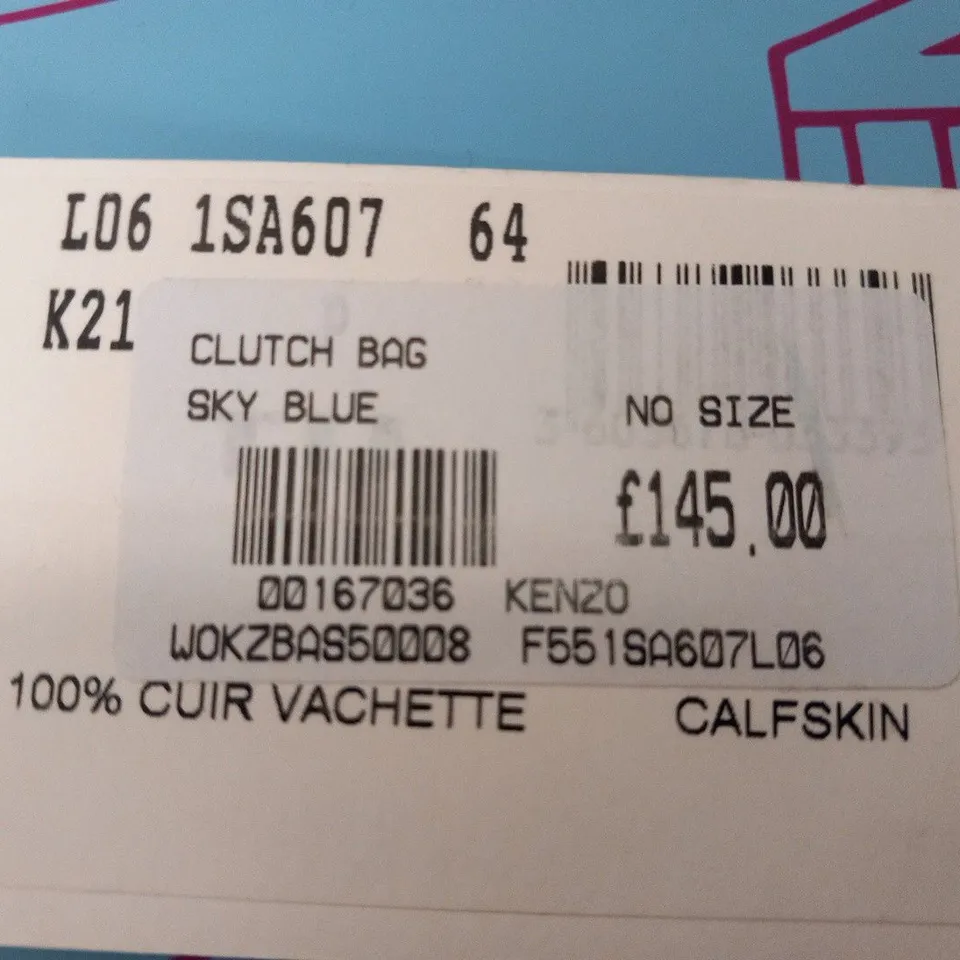 L06 1SA607 64
K21
CLUTCH BAG
SKY BLUE NO SIZE
£145.00
00167036 KENZO
WOKZBAS50008 F551SA607L06
100% CUIR VACHETTE CALFSKIN